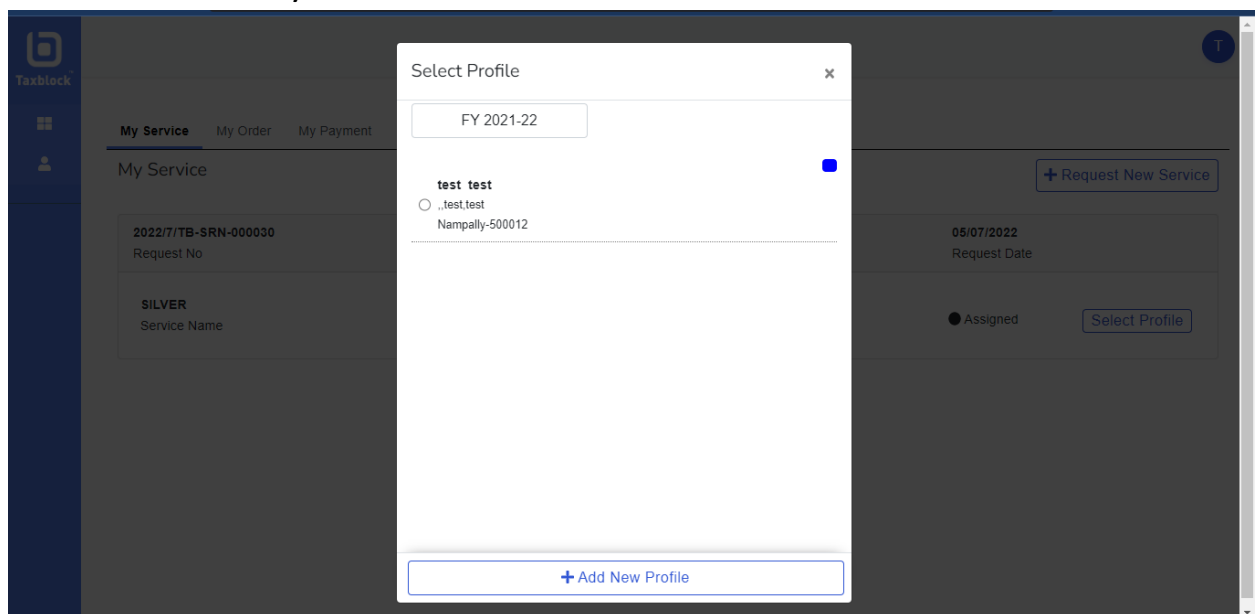 Taxblock
T
My Service My Order My Payment
My Service
+ Request New Service
2022/7/TB-SRN-000030
Request No
05/07/2022
Request Date
SILVER
Service Name
Assigned
Select Profile
Select Profile
×
FY 2021-22
test test
,,test,test
Nampally-500012
+ Add New Profile